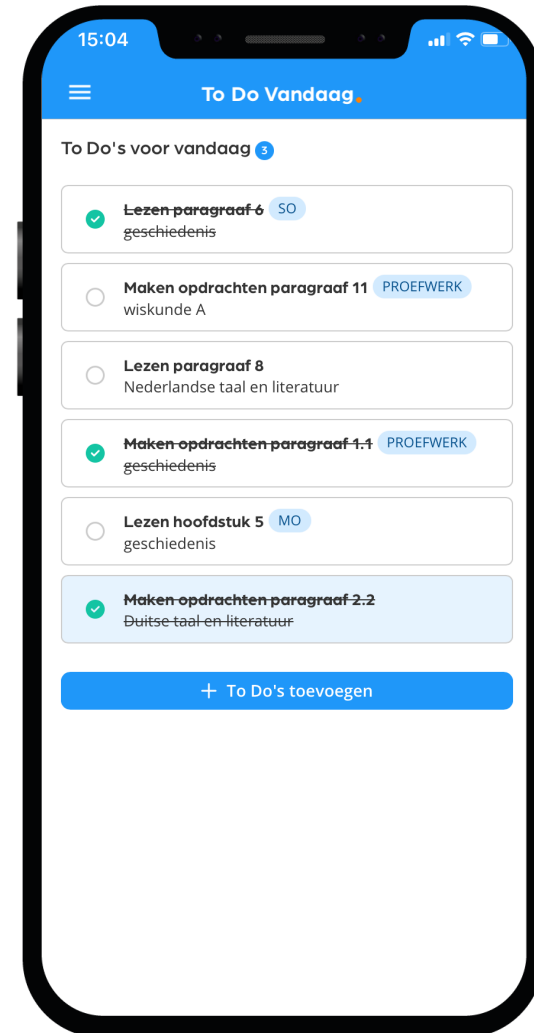 15:04
To Do Vandaag.
To Do's voor vandaag 3
Lezen paragraaf 6 SO
geschiedenis
Maken opdrachten paragraaf 11 PROEFWERK
wiskunde A
Lezen paragraaf 8
Nederlandse taal en literatuur
Maken opdrachten paragraaf 1.1 PROEFWERK
geschiedenis
Lezen hoofdstuk 5 MO
geschiedenis
Maken opdrachten paragraaf 2.2
Duitse taal en literatuur
+ To Do's toevoegen